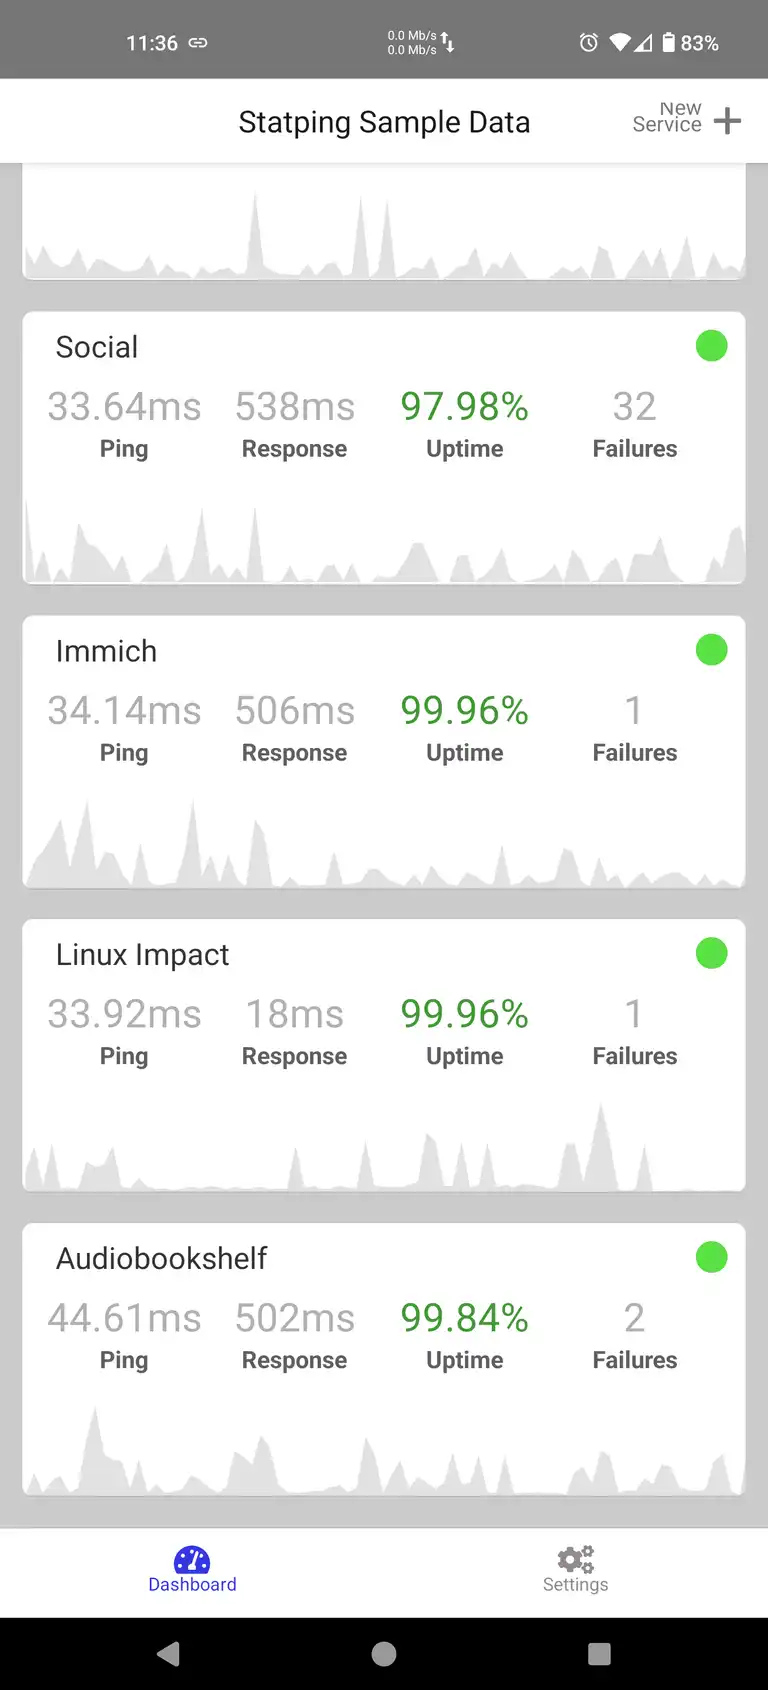 11:36
0.0 Mb/s
0.0 Mb/s
83%
Statping Sample Data
New
Service
Social
33.64ms 538ms 97.98% 32
Ping Response Uptime Failures
Immich
34.14ms 506ms 99.96% 1
Ping Response Uptime Failures
Linux Impact
33.92ms 18ms 99.96% 1
Ping Response Uptime Failures
Audiobookshelf
44.61ms 502ms 99.84% 2
Ping Response Uptime Failures
Dashboard Settings